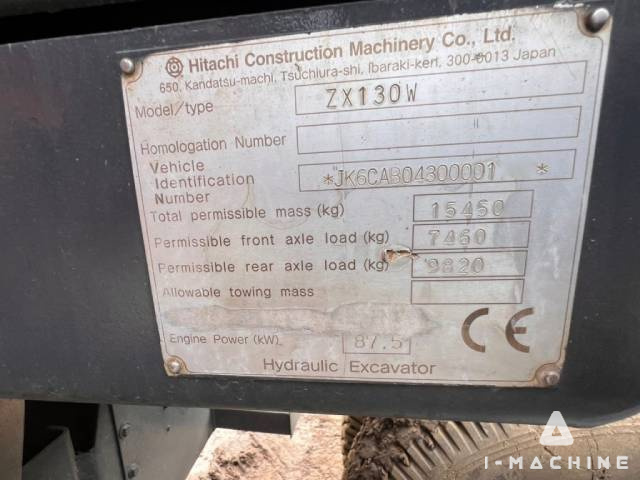 Hitachi Construction Machinery Co., Ltd.
650, Kandatsu-machi, Tsuchiura-shi, Ibaraki-ken, 300-0013 Japan
Model/type ZX130W
Homologation Number "
Vehicle
Identification *JK6CAB04300001 *
Number
Total permissible mass (kg) 15450
Permissible front axle load (kg) 7460
Permissible rear axle load (kg) 9820
Allowable towing mass
Engine Power (kW) 87.5
CE
Hydraulic Excavator
I-MACHINE